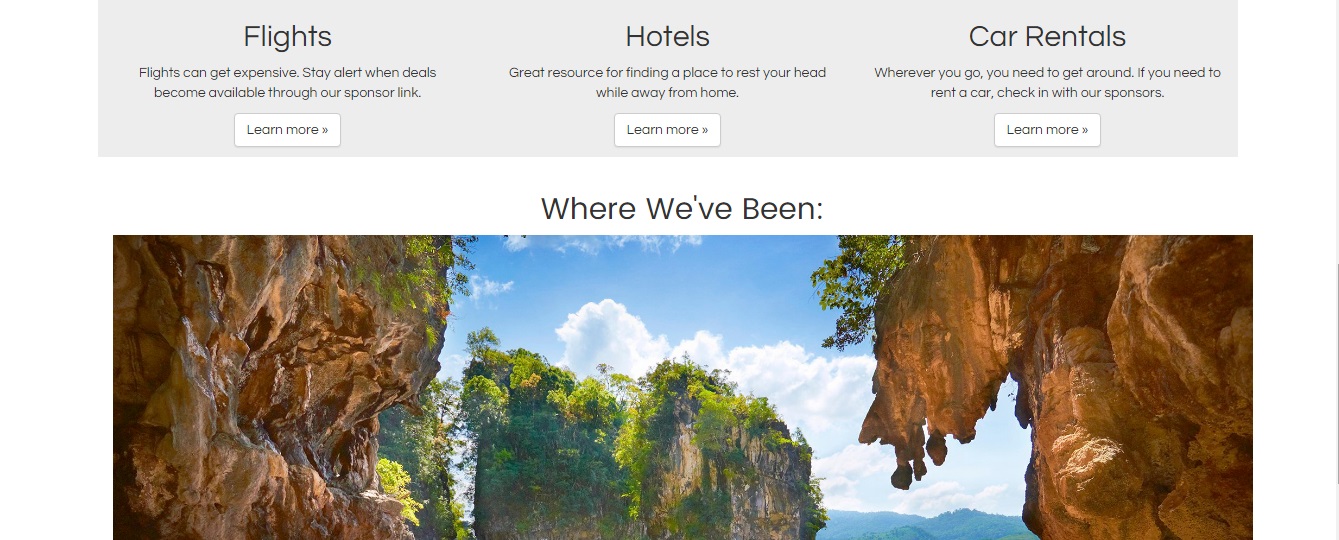 Flights
Flights can get expensive. Stay alert when deals
become available through our sponsor link.
Learn more »
Hotels
Great resource for finding a place to rest your head
while away from home.
Learn more »
Car Rentals
Wherever you go, you need to get around. If you need to
rent a car, check in with our sponsors.
Learn more »
Where We've Been: